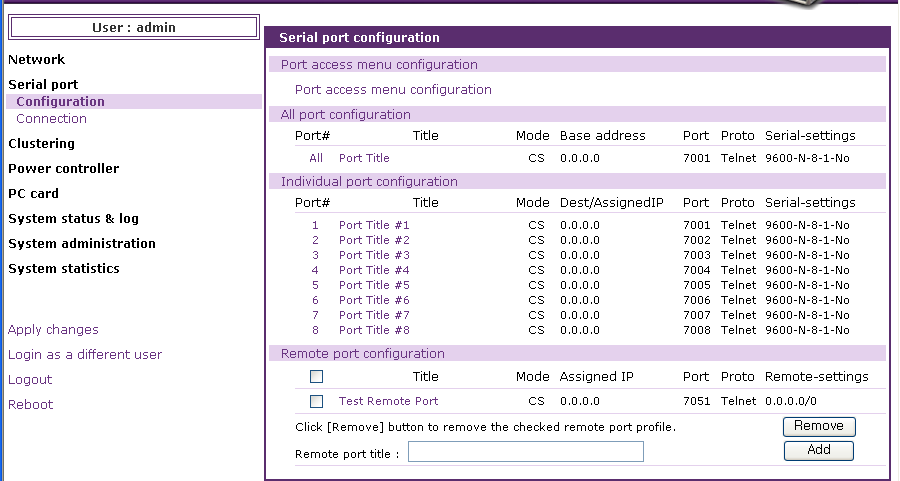 User : admin
Network
Serial port
Configuration
Connection
Clustering
Power controller
PC card
System status & log
System administration
System statistics
Apply changes
Login as a different user
Logout
Reboot
Serial port configuration
Port access menu configuration
Port access menu configuration
All port configuration
Port# Title Mode Base address Port Proto Serial-settings
All Port Title CS 0.0.0.0 7001 Telnet 9600-N-8-1-No
Individual port configuration
Port# Title Mode Dest/AssignedIP Port Proto Serial-settings
1 Port Title #1 CS 0.0.0.0 7001 Telnet 9600-N-8-1-No
2 Port Title #2 CS 0.0.0.0 7002 Telnet 9600-N-8-1-No
3 Port Title #3 CS 0.0.0.0 7003 Telnet 9600-N-8-1-No
4 Port Title #4 CS 0.0.0.0 7004 Telnet 9600-N-8-1-No
5 Port Title #5 CS 0.0.0.0 7005 Telnet 9600-N-8-1-No
6 Port Title #6 CS 0.0.0.0 7006 Telnet 9600-N-8-1-No
7 Port Title #7 CS 0.0.0.0 7007 Telnet 9600-N-8-1-No
8 Port Title #8 CS 0.0.0.0 7008 Telnet 9600-N-8-1-No
Remote port configuration
Title Mode Assigned IP Port Proto Remote-settings
Test Remote Port CS 0.0.0.0 7051 Telnet 0.0.0.0/0
Click [Remove] button to remove the checked remote port profile. Remove
Remote port title : Add